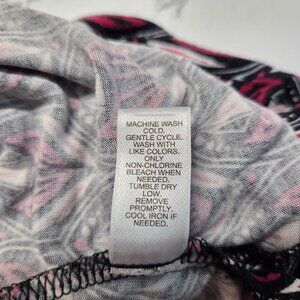 MACHINE WASH
COLD.
GENTLE CYCLE.
WASH WITH
LIKE COLORS.
ONLY
NON-CHLORINE
BLEACH WHEN
NEEDED.
TUMBLE DRY
LOW.
REMOVE
PROMPTLY.
COOL IRON IF
NEEDED.